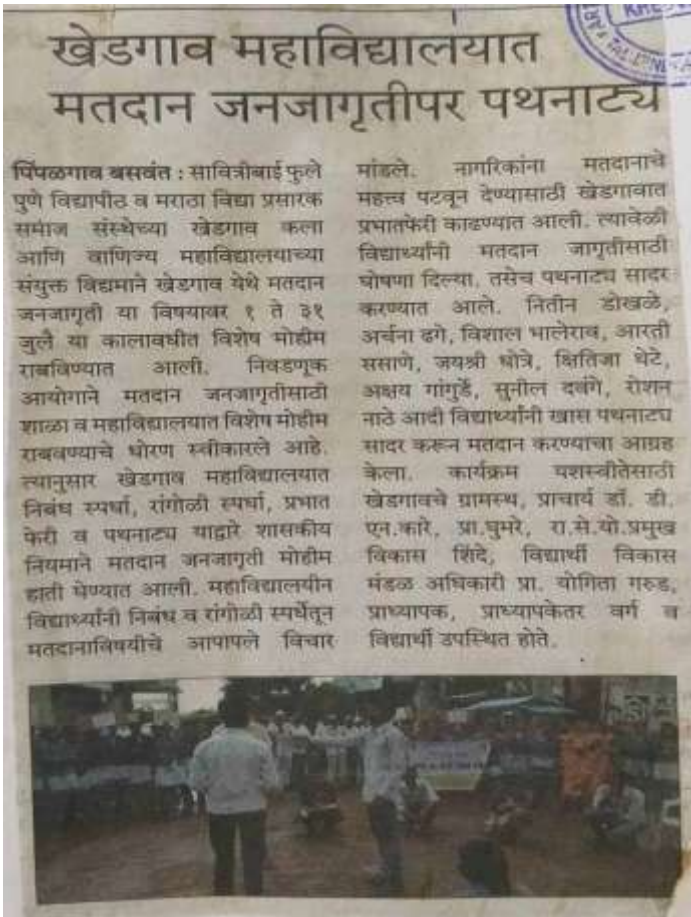 खेडगाव महाविद्यालयात
मतदान जनजागृतीपर पथनाट्य
पिंपळगाव बसवंत : सावित्रीबाई फुले
पुणे विद्यापीठ व मराठा विद्या प्रसारक
समाज संस्थेच्या खेडगाव कला
आणि वाणिज्य महाविद्यालयाच्या
संयुक्त विद्यमाने खेडगाव येथे मतदान
जनजागृती या विषयावर १ ते ३१
जुलै या कालावधीत विशेष मोहीम
राबविण्यात आली. निवडणूक
आयोगाने मतदान जनजागृतीसाठी
शाळा व महाविद्यालयात विशेष मोहीम
राबवण्याचे धोरण स्वीकारले आहे.
त्यानुसार खेडगाव महाविद्यालयात
निबंध स्पर्धा, रांगोळी स्पर्धा, प्रभात
फेरी व पथनाट्य याद्वारे शासकीय
नियमाने मतदान जनजागृती मोहीम
हाती घेण्यात आली. महाविद्यालयीन
विद्यार्थ्यांनी निबंध व रांगोळी स्पर्धेतून
मतदानाविषयीचे आपापले विचार
मांडले. नागरिकांना मतदानाचे
महत्त्व पटवून देण्यासाठी खेडगावात
प्रभातफेरी काढण्यात आली. त्यावेळी
विद्यार्थ्यांनी मतदान जागृतीसाठी
घोषणा दिल्या. तसेच पथनाट्य सादर
करण्यात आले. नितीन डोखळे,
अर्चना ढगे, विशाल भालेराव, आरती
ससाणे, जयश्री धोत्रे, क्षितिजा थेटे,
अक्षय गांगुर्डे, सुनील दवंगे, रोशन
नाठे आदी विद्यार्थ्यांनी खास पथनाट्य
सादर करून मतदान करण्याचा आग्रह
केला. कार्यक्रम यशस्वीतेसाठी
खेडगावचे ग्रामस्थ, प्राचार्य डॉ. डी.
एन.कारे, प्रा.घुमरे, रा.से.यो.प्रमुख
विकास शिंदे, विद्यार्थी विकास
मंडळ अधिकारी प्रा. योगिता गरुड,
प्राध्यापक, प्राध्यापकेतर वर्ग व
विद्यार्थी उपस्थित होते.